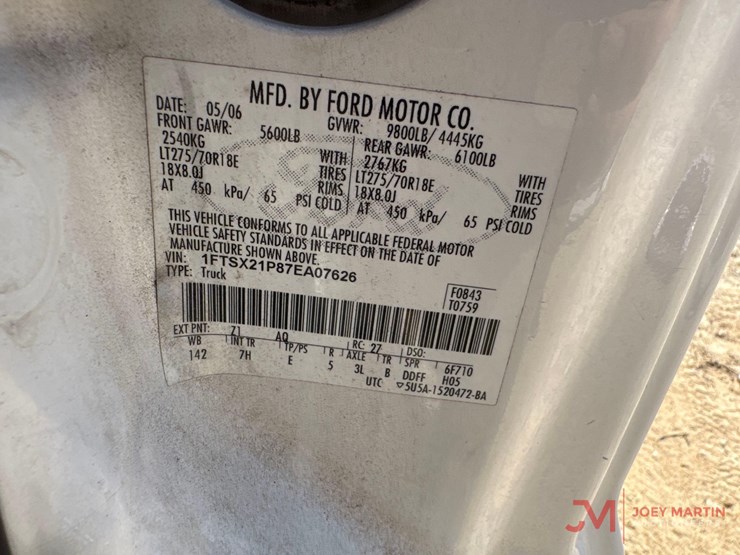 MFD. BY FORD MOTOR CO.
DATE: 05/06 GVWR: 9800LB/ 4445KG
FRONT GAWR: 5600LB REAR GAWR: 6100LB
2540KG WITH 2767KG WITH
LT275/70R18E TIRES LT275/70R18E TIRES
18X8.0J RIMS 18X8.0J RIMS
AT 450 kPa/ 65 PSI COLD AT 450 kPa/ 65 PSI COLD
THIS VEHICLE CONFORMS TO ALL APPLICABLE FEDERAL MOTOR
VEHICLE SAFETY STANDARDS IN EFFECT ON THE DATE OF
MANUFACTURE SHOWN ABOVE.
VIN: 1FTSX21P87EA07626
TYPE: Truck
F0843
T0759
EXT PNT: Z1 AQ RC: 27 DSO:
WB INT TR TP/PS R AXLE TR SPR 6F710
142 7H E 5 3L B DDFF H05
UTC 5U5A-1520472-BA
JM JOEY MARTIN